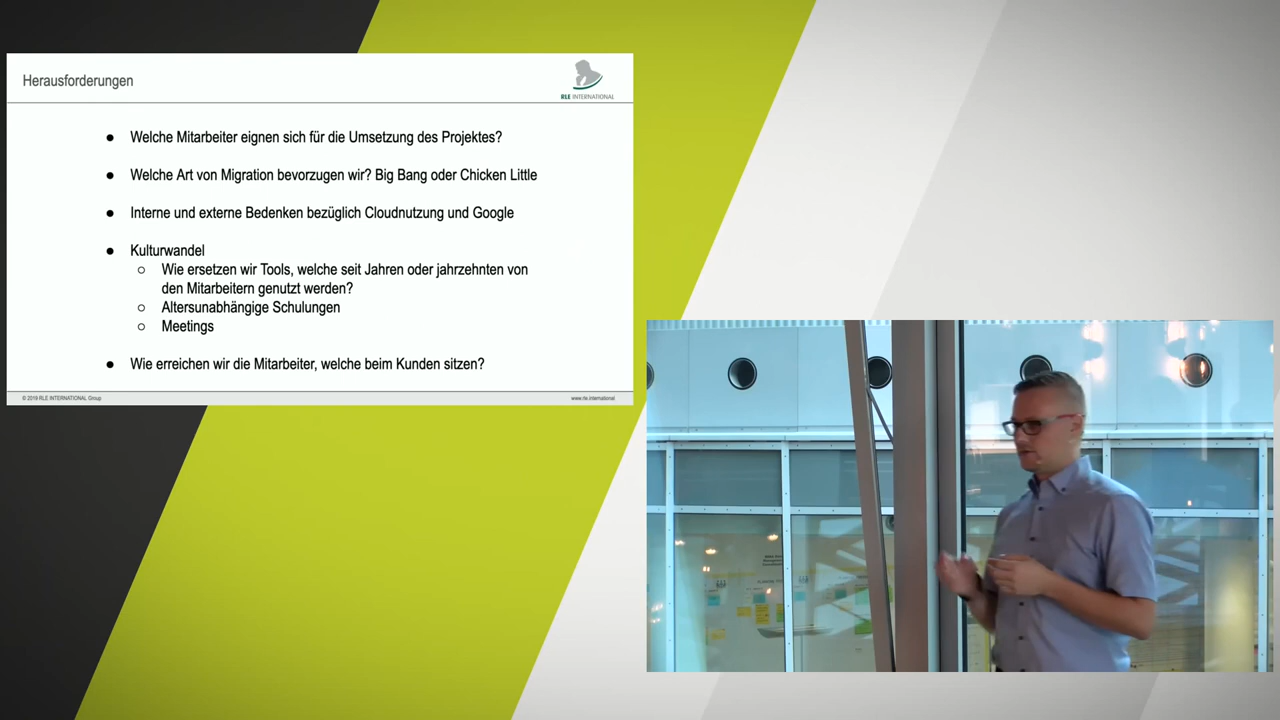 Herausforderungen
RLE INTERNATIONAL
● Welche Mitarbeiter eignen sich für die Umsetzung des Projektes?
● Welche Art von Migration bevorzugen wir? Big Bang oder Chicken Little
● Interne und externe Bedenken bezüglich Cloudnutzung und Google
● Kulturwandel
○ Wie ersetzen wir Tools, welche seit Jahren oder jahrzehnten von
den Mitarbeitern genutzt werden?
○ Altersunabhängige Schulungen
○ Meetings
● Wie erreichen wir die Mitarbeiter, welche beim Kunden sitzen?
© 2019 RLE INTERNATIONAL Group
www.rle.international